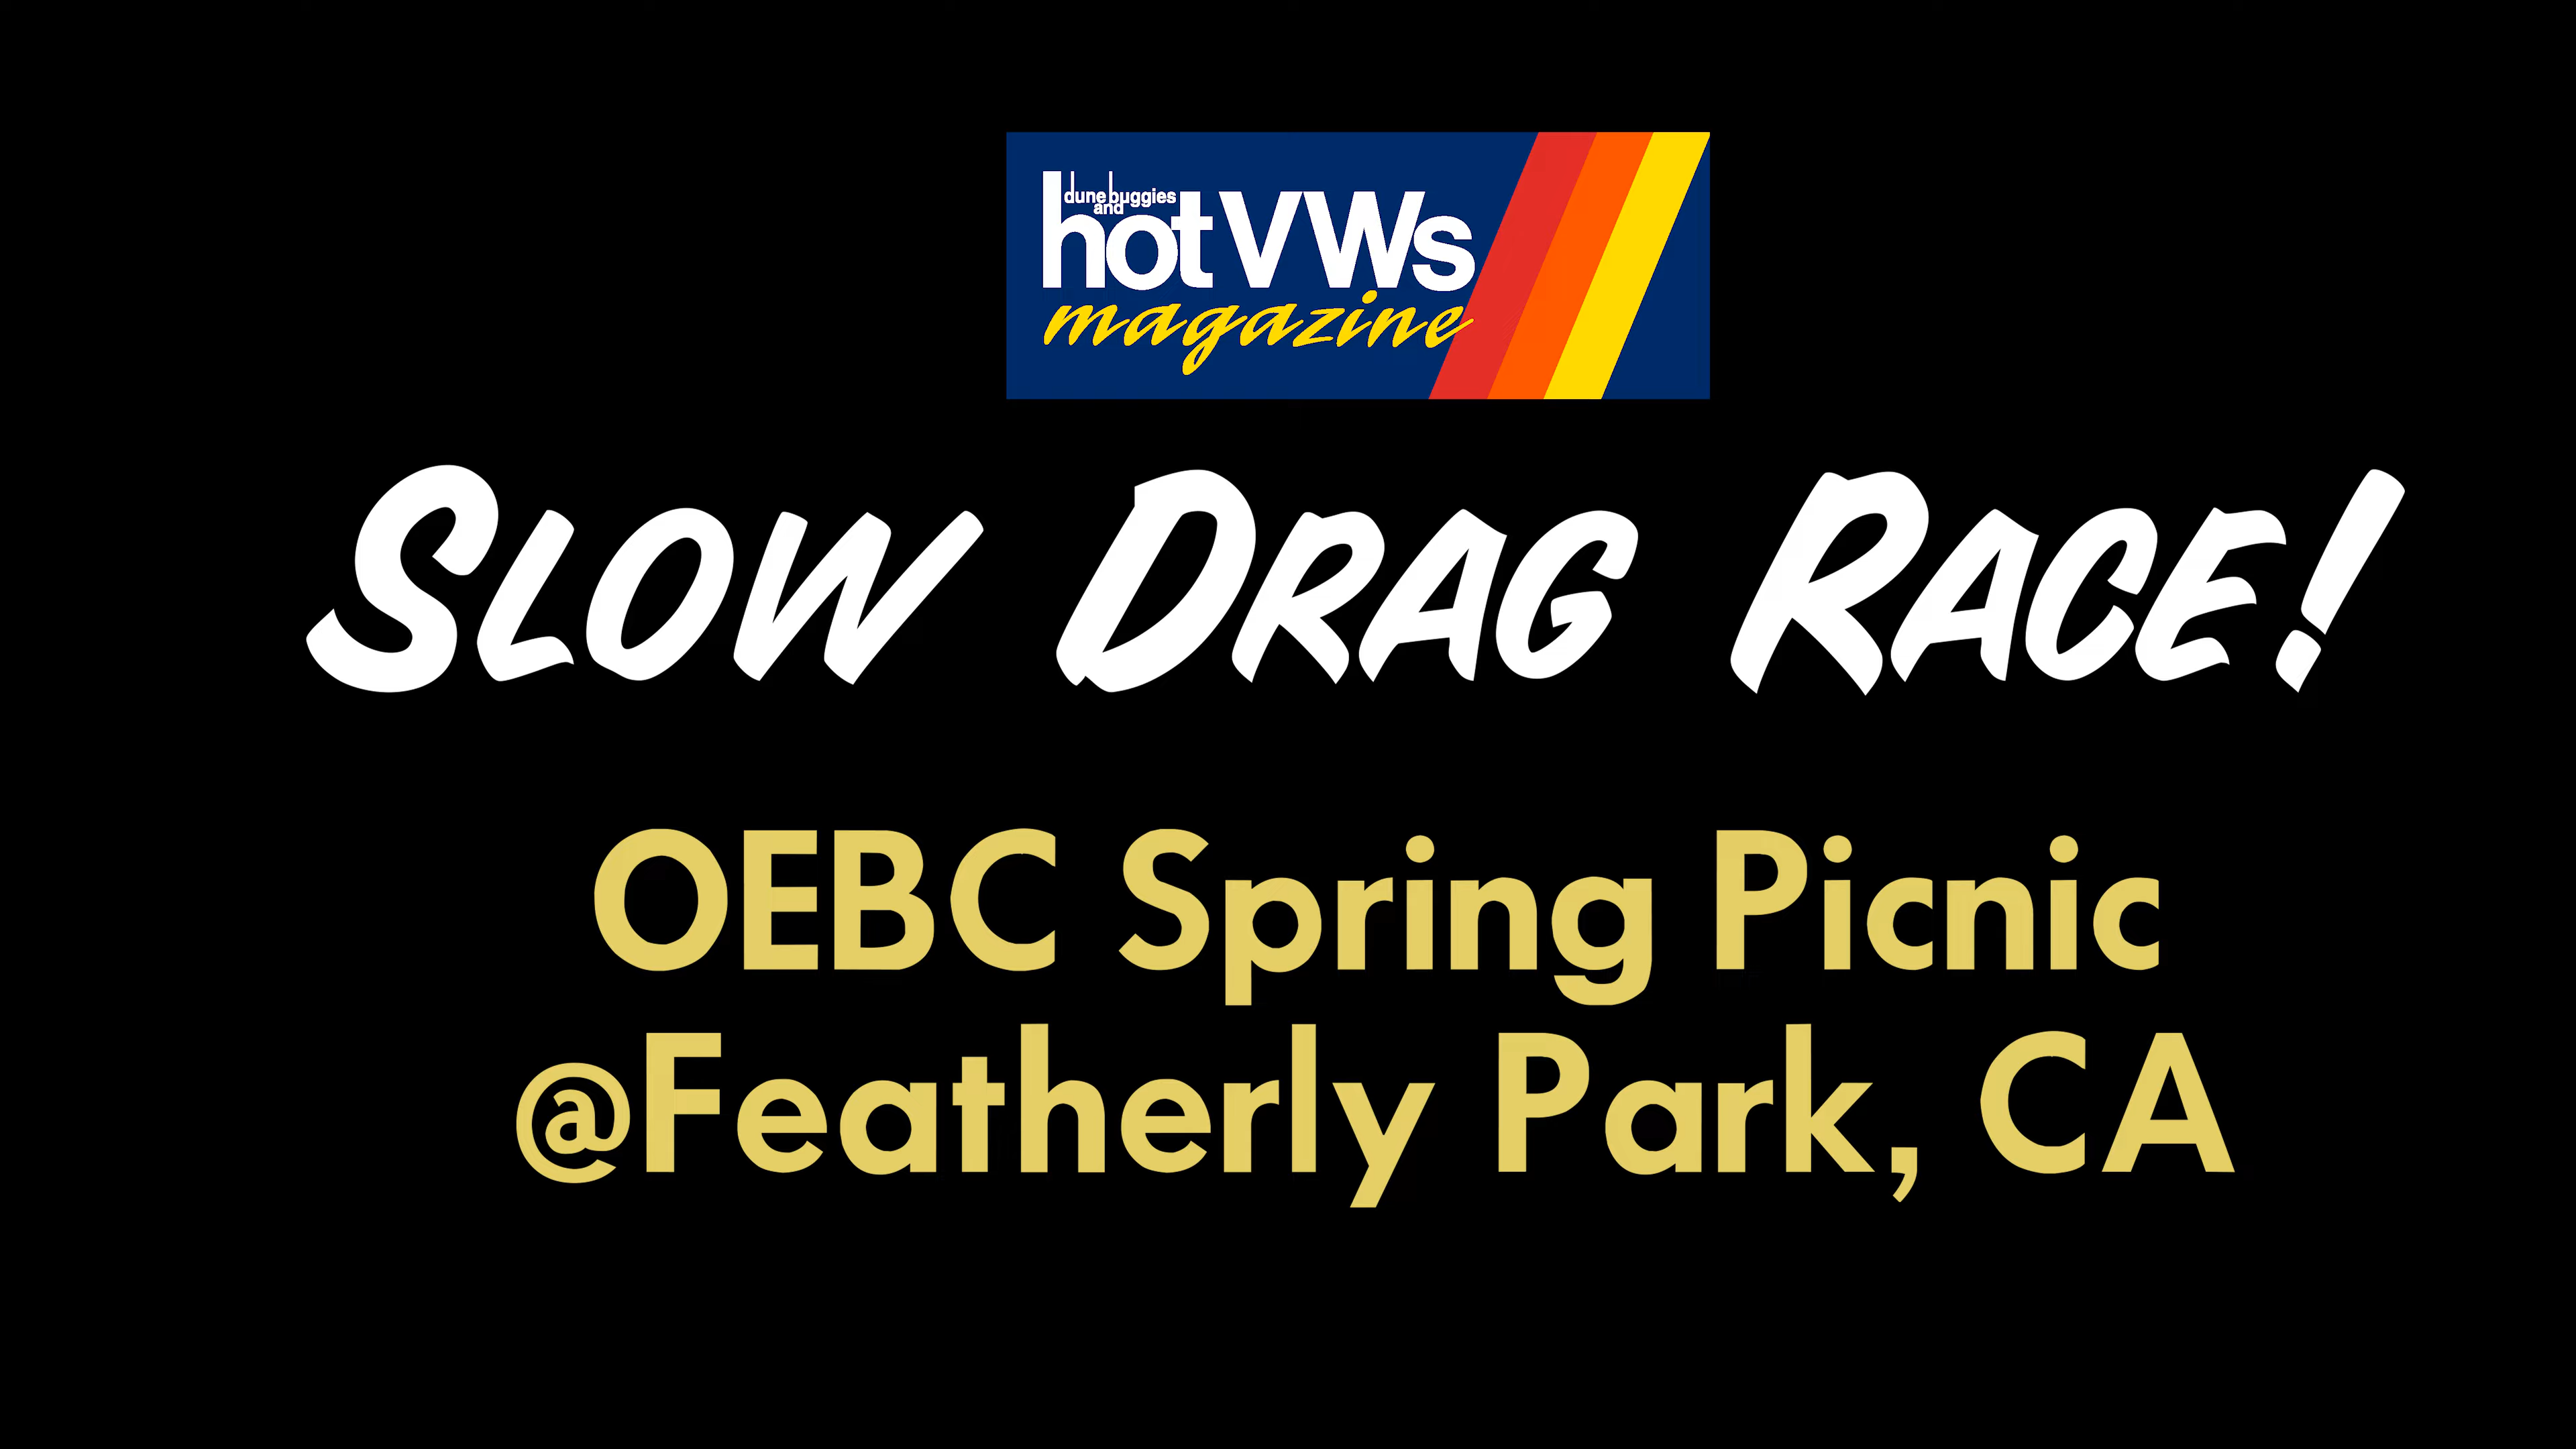 dune buggies
and
hot VWs
magazine
SLOW DRAG RACE!
OEBC Spring Picnic
@Featherly Park, CA